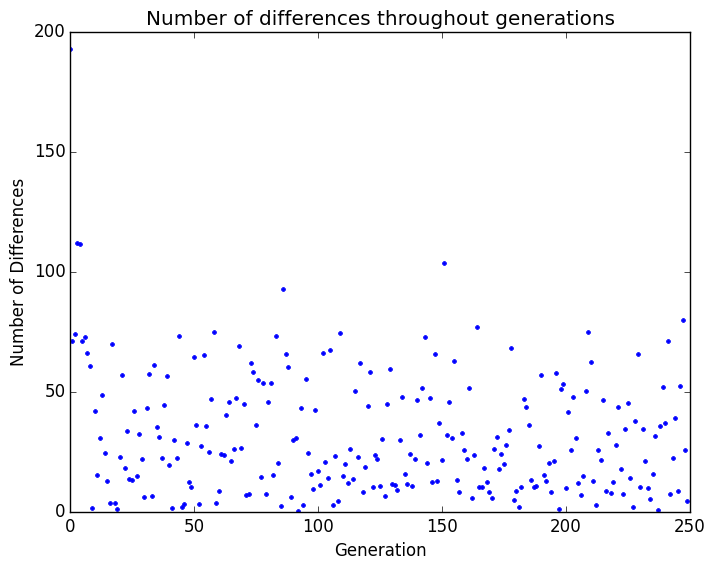 Number of differences throughout generations
200
150
100
50
0
Number of Differences
0 50 100 150 200 250
Generation